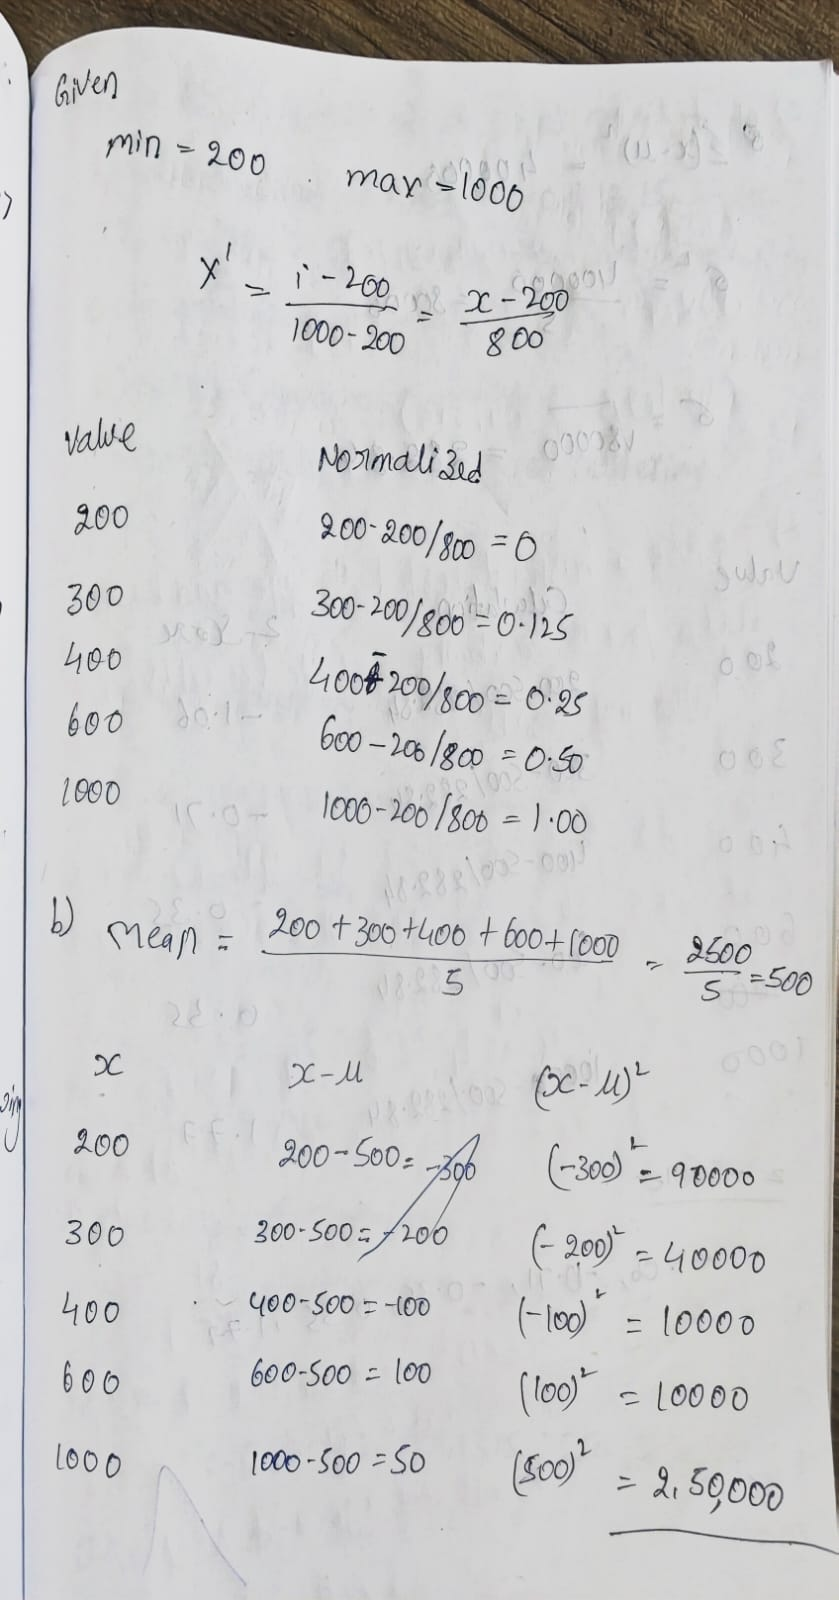 Given
min = 200 max = 1000
x' = i - 200 / 1000 - 200 = x - 200 / 800
Value Normalized
200 200-200/800 = 0
300 300-200/800 = 0.125
400 400-200/800 = 0.25
600 600-200/800 = 0.50
1000 1000-200/800 = 1.00
b) Mean = 200+300+400+600+1000 / 5 = 2500 / 5 = 500
x x-μ (x-μ)²
200 200-500 = -300 (-300)² = 90000
300 300-500 = -200 (-200)² = 40000
400 400-500 = -100 (-100)² = 10000
600 600-500 = 100 (100)² = 10000
1000 1000-500 = 50 (500)² = 2,50,000